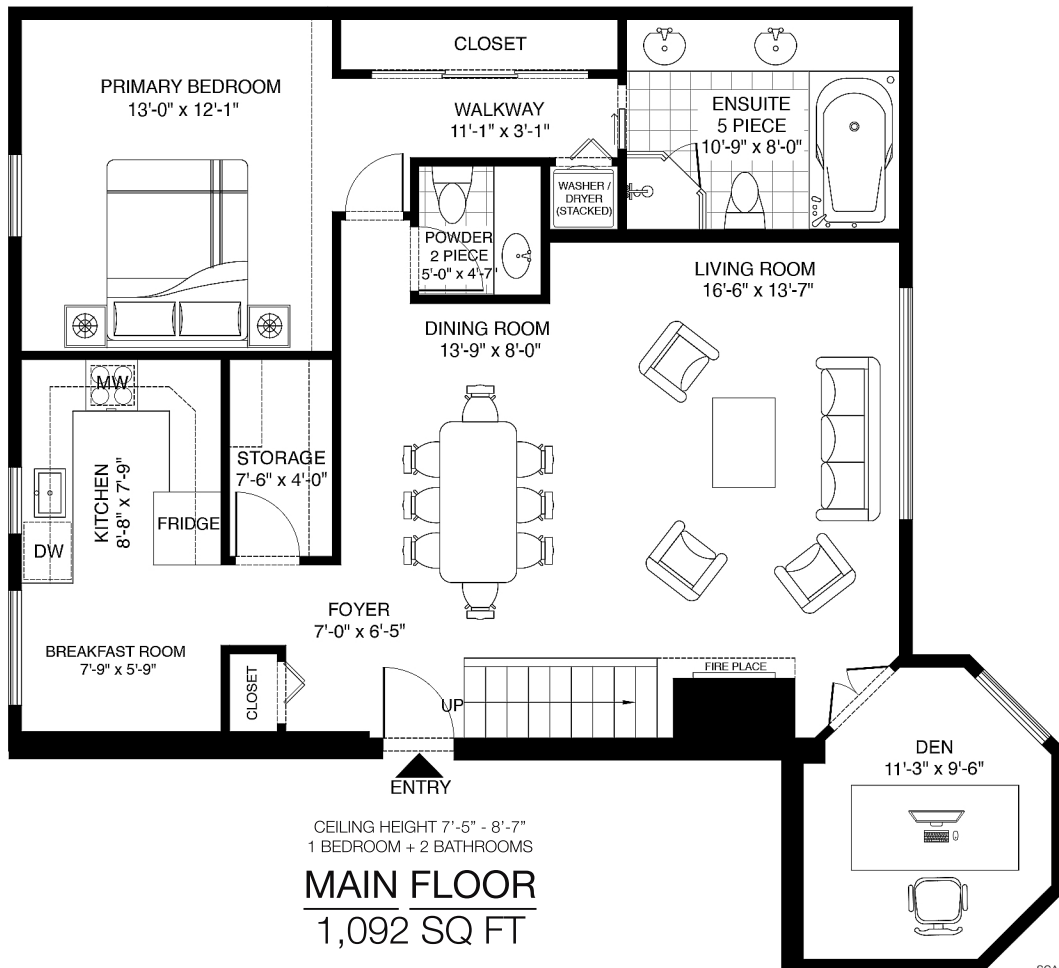 CLOSET
PRIMARY BEDROOM
13'-0" x 12'-1"
WALKWAY
11'-1" x 3'-1"
ENSUITE
5 PIECE
10'-9" x 8'-0"
WASHER /
DRYER
(STACKED)
POWDER
2 PIECE
5'-0" x 4'-7"
LIVING ROOM
16'-6" x 13'-7"
DINING ROOM
13'-9" x 8'-0"
MW
STORAGE
7'-6" x 4'-0"
KITCHEN
8'-8" x 7'-9"
FRIDGE
DW
FOYER
7'-0" x 6'-5"
BREAKFAST ROOM
7'-9" x 5'-9"
CLOSET
FIRE PLACE
UP
DEN
11'-3" x 9'-6"
ENTRY
CEILING HEIGHT 7'-5" - 8'-7"
1 BEDROOM + 2 BATHROOMS
MAIN FLOOR
1,092 SQ FT